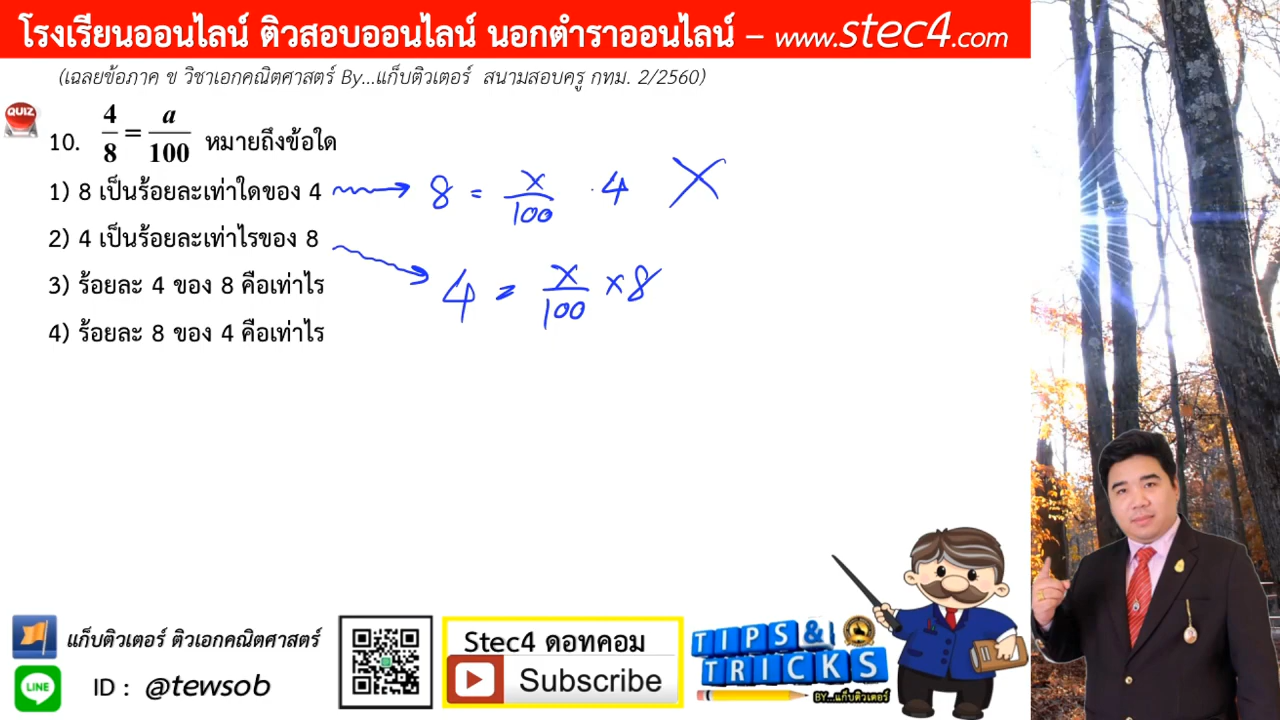 โรงเรียนออนไลน์ ติวสอบออนไลน์ นอกตำราออนไลน์ – www.stec4.com
(เฉลยข้อภาค ข วิชาเอกคณิตศาสตร์ By...แก็บติวเตอร์ สนามสอบครู กทม. 2/2560)
QUIZ
10. 4/8 = a/100 หมายถึงข้อใด
1) 8 เป็นร้อยละเท่าใดของ 4 8 = x/100 · 4 X
2) 4 เป็นร้อยละเท่าไรของ 8 4 = x/100 × 8
3) ร้อยละ 4 ของ 8 คือเท่าไร
4) ร้อยละ 8 ของ 4 คือเท่าไร
แก็บติวเตอร์ ติวเอกคณิตศาสตร์
LINE ID : @tewsob
Stec4 ดอทคอม
Subscribe
TIPS &
TRICKS
BY...แก็บติวเตอร์